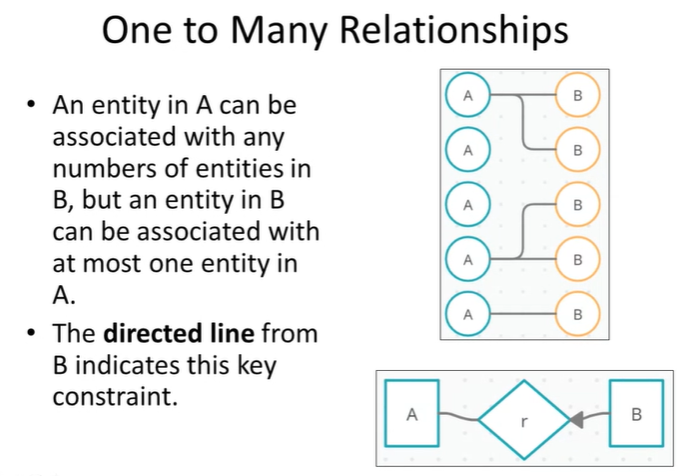 One to Many Relationships
• An entity in A can be
associated with any
numbers of entities in
B, but an entity in B
can be associated with
at most one entity in
A.
• The directed line from
B indicates this key
constraint.
A B
A B
A B
A B
A B
A r B